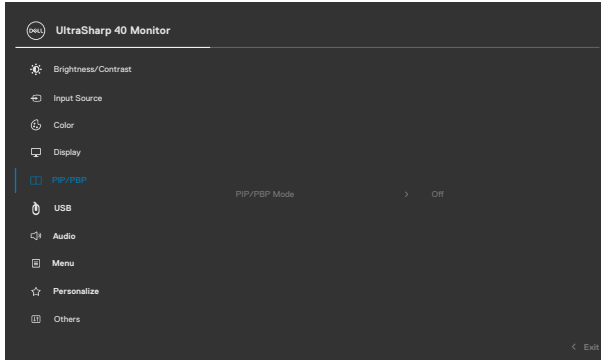 DELL UltraSharp 40 Monitor
Brightness/Contrast
Input Source
Color
Display
PIP/PBP
PIP/PBP Mode > Off
USB
Audio
Menu
Personalize
Others
< Exit